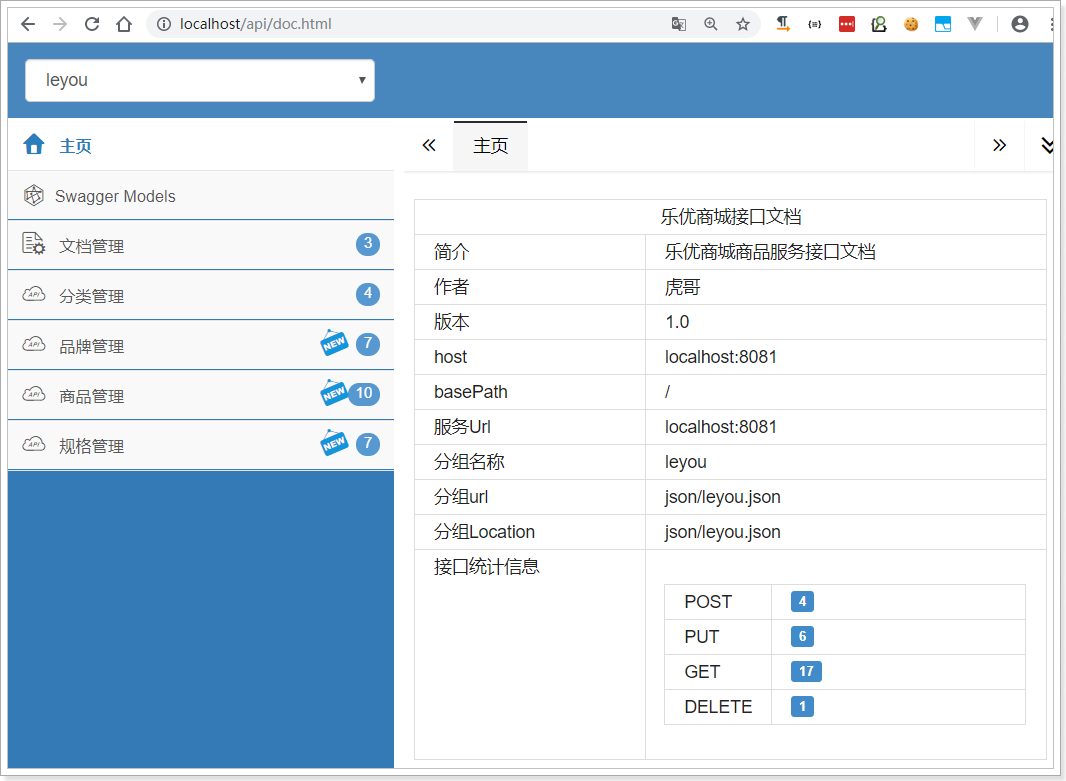 localhost/api/doc.html
leyou
主页
Swagger Models
文档管理 3
分类管理 4
品牌管理 NEW 7
商品管理 NEW 10
规格管理 NEW 7
主页
乐优商城接口文档
简介 乐优商城商品服务接口文档
作者 虎哥
版本 1.0
host localhost:8081
basePath /
服务Url localhost:8081
分组名称 leyou
分组url json/leyou.json
分组Location json/leyou.json
接口统计信息
POST 4
PUT 6
GET 17
DELETE 1